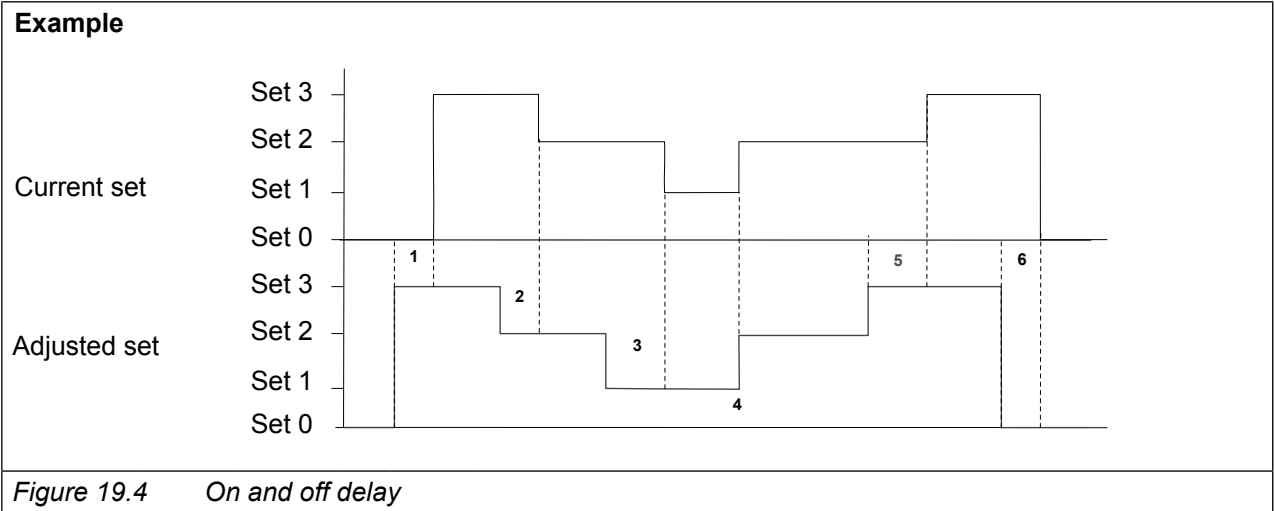 Example
Set 3
Set 2
Current set
Set 1
Set 0
1
5
6
Set 3
2
Set 2
Adjusted set
3
Set 1
4
Set 0
Figure 19.4 On and off delay